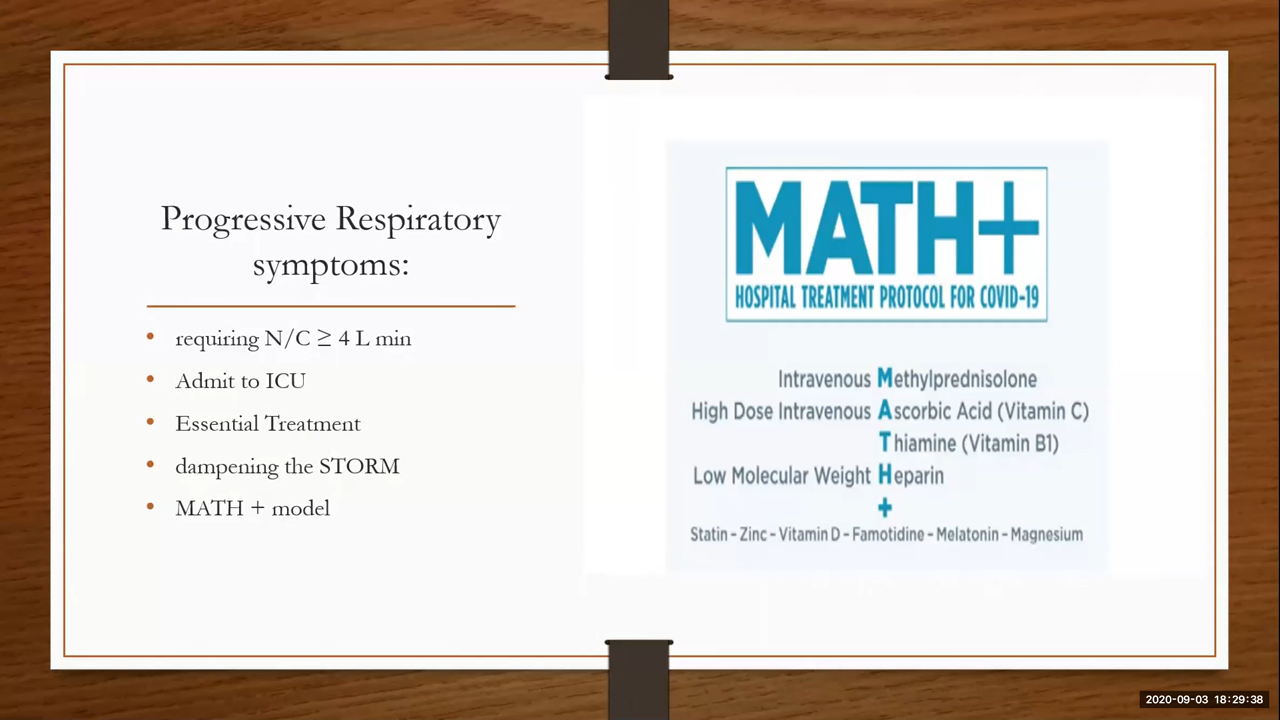 Progressive Respiratory
symptoms:
• requiring N/C ≥ 4 L min
• Admit to ICU
• Essential Treatment
• dampening the STORM
• MATH + model
MATH+
HOSPITAL TREATMENT PROTOCOL FOR COVID-19
Intravenous Methylprednisolone
High Dose Intravenous Ascorbic Acid (Vitamin C)
Thiamine (Vitamin B1)
Low Molecular Weight Heparin
+
Statin - Zinc - Vitamin D - Famotidine - Melatonin - Magnesium
2020-09-03 18:29:38